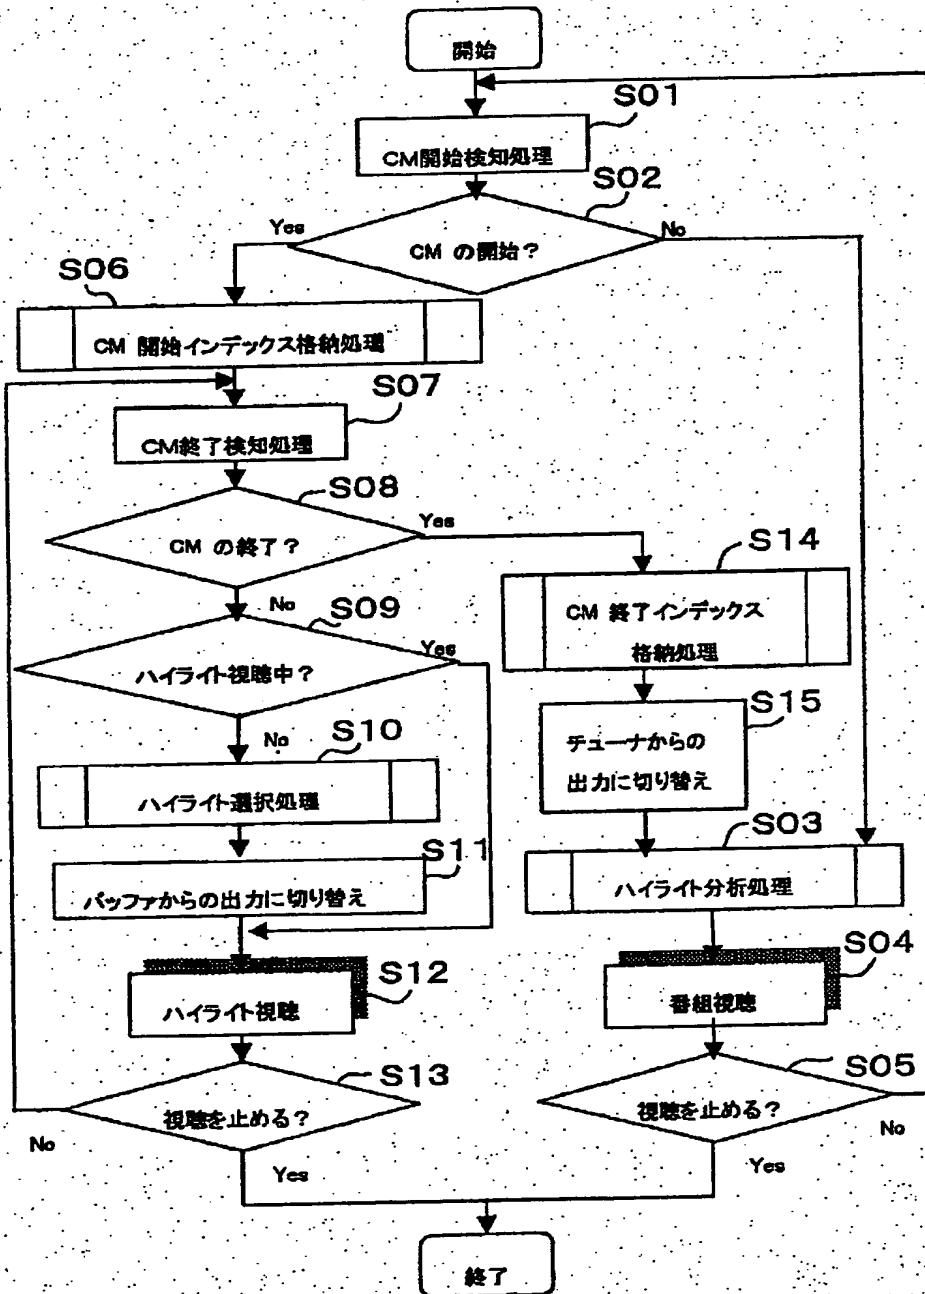 開始
S01
CM開始検知処理
S02
Yes
No
CM の開始？
S06
CM 開始インデックス格納処理
S07
CM終了検知処理
S08
Yes
CM の終了？
S14
No
S09
CM 終了インデックス
格納処理
Yes
ハイライト視聴中？
S15
No
S10
チューナからの
出力に切り替え
ハイライト選択処理
S03
S11
ハイライト分析処理
バッファからの出力に切り替え
S04
S12
番組視聴
ハイライト視聴
S13
S05
視聴を止める？
視聴を止める？
No
No
Yes
Yes
終了